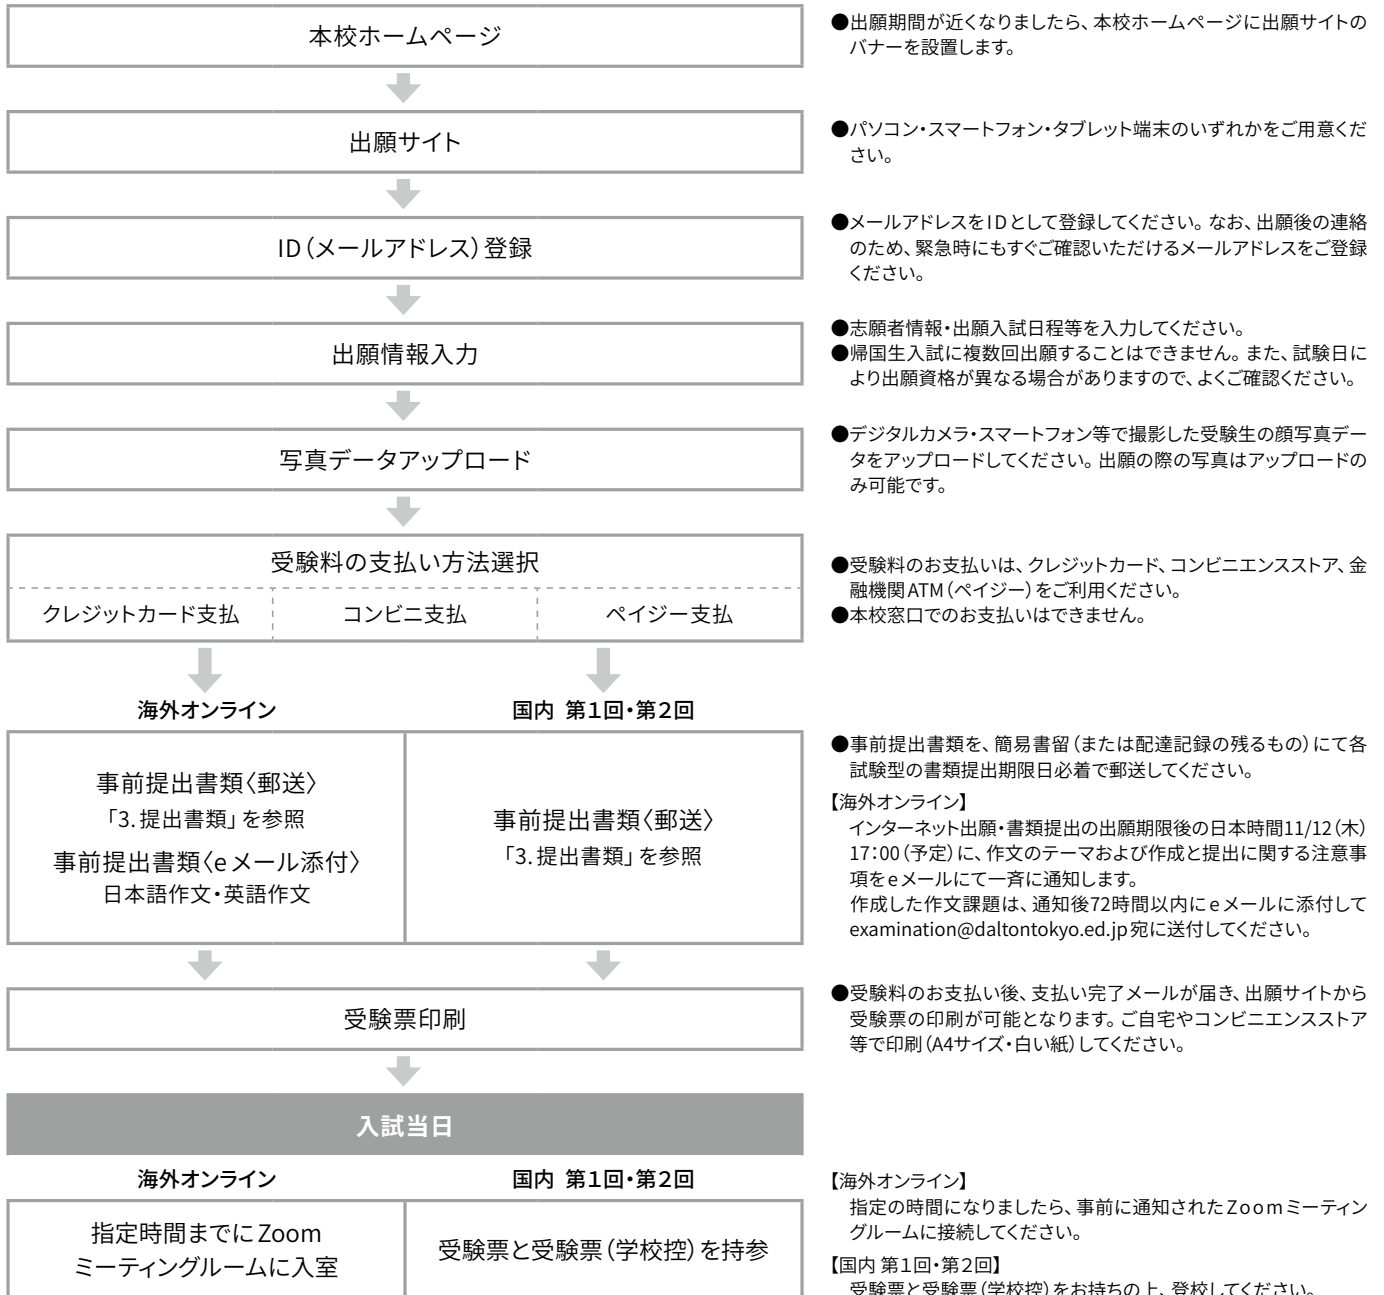 本校ホームページ
●出願期間が近くなりましたら、本校ホームページに出願サイトの
バナーを設置します。
出願サイト
●パソコン・スマートフォン・タブレット端末のいずれかをご用意くだ
さい。
ID（メールアドレス）登録
●メールアドレスをIDとして登録してください。なお、出願後の連絡
のため、緊急時にもすぐご確認いただけるメールアドレスをご登録
ください。
出願情報入力
●志願者情報・出願入試日程等を入力してください。
●帰国生入試に複数回出願することはできません。また、試験日に
より出願資格が異なる場合がありますので、よくご確認ください。
写真データアップロード
●デジタルカメラ・スマートフォン等で撮影した受験生の顔写真デー
タをアップロードしてください。出願の際の写真はアップロードの
み可能です。
受験料の支払い方法選択
クレジットカード支払
コンビニ支払
ペイジー支払
●受験料のお支払いは、クレジットカード、コンビニエンスストア、金
融機関ATM（ペイジー）をご利用ください。
●本校窓口でのお支払いはできません。
海外オンライン
国内 第１回・第２回
事前提出書類〈郵送〉
「3.提出書類」を参照
事前提出書類〈eメール添付〉
日本語作文・英語作文
事前提出書類〈郵送〉
「3.提出書類」を参照
●事前提出書類を、簡易書留（または配達記録の残るもの）にて各
試験型の書類提出期限日必着で郵送してください。
【海外オンライン】
インターネット出願・書類提出の出願期限後の日本時間11/12（木）
17：00（予定）に、作文のテーマおよび作成と提出に関する注意事
項をeメールにて一斉に通知します。
作成した作文課題は、通知後72時間以内にeメールに添付して
examination@daltontokyo.ed.jp宛に送付してください。
受験票印刷
●受験料のお支払い後、支払い完了メールが届き、出願サイトから
受験票の印刷が可能となります。ご自宅やコンビニエンスストア
等で印刷（A4サイズ・白い紙）してください。
入試当日
海外オンライン
国内 第１回・第２回
指定時間までにZoom
ミーティングルームに入室
受験票と受験票（学校控）を持参
【海外オンライン】
指定の時間になりましたら、事前に通知されたZoomミーティン
グルームに接続してください。
【国内 第１回・第２回】
受験票と受験票（学校控）をお持ちの上、登校してください。